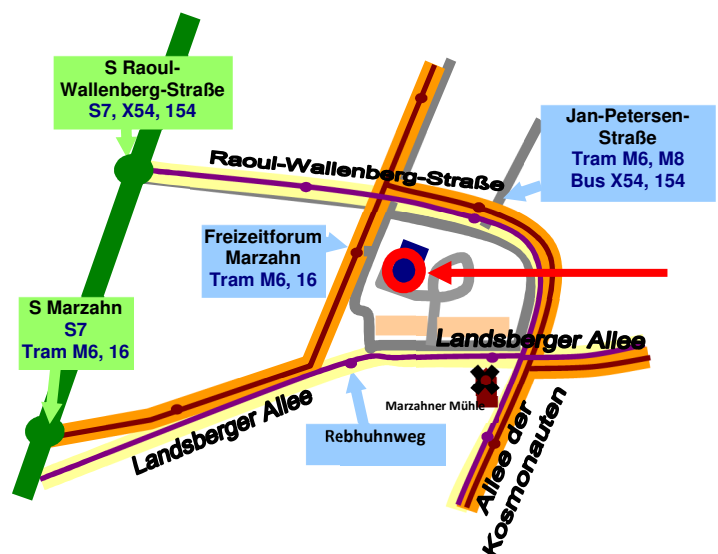 S Raoul-
Wallenberg-Straße
S7, X54, 154
Jan-Petersen-
Straße
Tram M6, M8
Bus X54, 154
Raoul-Wallenberg-Straße
Freizeitforum
Marzahn
Tram M6, 16
S Marzahn
S7
Tram M6, 16
Landsberger Allee
Landsberger Allee
Marzahner Mühle
Rebhuhnweg
Allee der
Kosmonauten